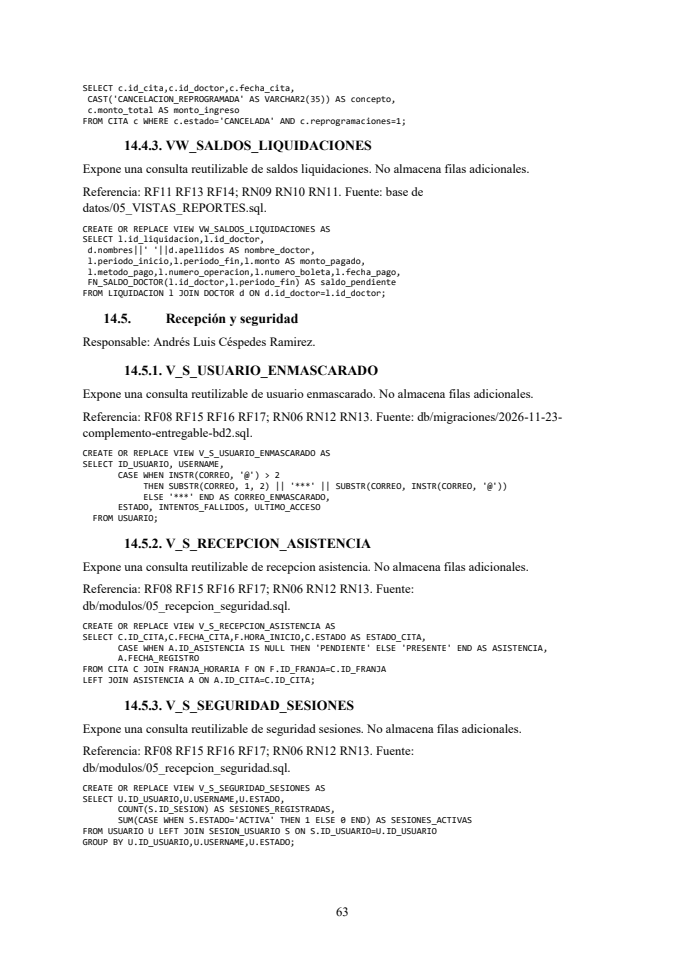 SELECT c.id_cita,c.id_doctor,c.fecha_cita,
CAST('CANCELACION_REPROGRAMADA' AS VARCHAR2(35)) AS concepto,
c.monto_total AS monto_ingreso
FROM CITA c WHERE c.estado='CANCELADA' AND c.reprogramaciones=1;
14.4.3. VW_SALDOS_LIQUIDACIONES
Expone una consulta reutilizable de saldos liquidaciones. No almacena filas adicionales.
Referencia: RF11 RF13 RF14; RN09 RN10 RN11. Fuente: base de
datos/05_VISTAS_REPORTES.sql.
CREATE OR REPLACE VIEW VW_SALDOS_LIQUIDACIONES AS
SELECT l.id_liquidacion,l.id_doctor,
d.nombres||' '||d.apellidos AS nombre_doctor,
l.periodo_inicio,l.periodo_fin,l.monto AS monto_pagado,
l.metodo_pago,l.numero_operacion,l.numero_boleta,l.fecha_pago,
FN_SALDO_DOCTOR(l.id_doctor,l.periodo_fin) AS saldo_pendiente
FROM LIQUIDACION l JOIN DOCTOR d ON d.id_doctor=l.id_doctor;
14.5. Recepción y seguridad
Responsable: Andrés Luis Céspedes Ramirez.
14.5.1. V_S_USUARIO_ENMASCARADO
Expone una consulta reutilizable de usuario enmascarado. No almacena filas adicionales.
Referencia: RF08 RF15 RF16 RF17; RN06 RN12 RN13. Fuente: db/migraciones/2026-11-23-
complemento-entregable-bd2.sql.
CREATE OR REPLACE VIEW V_S_USUARIO_ENMASCARADO AS
SELECT ID_USUARIO, USERNAME,
CASE WHEN INSTR(CORREO, '@') > 2
THEN SUBSTR(CORREO, 1, 2) || '***' || SUBSTR(CORREO, INSTR(CORREO, '@'))
ELSE '***' END AS CORREO_ENMASCARADO,
ESTADO, INTENTOS_FALLIDOS, ULTIMO_ACCESO
FROM USUARIO;
14.5.2. V_S_RECEPCION_ASISTENCIA
Expone una consulta reutilizable de recepcion asistencia. No almacena filas adicionales.
Referencia: RF08 RF15 RF16 RF17; RN06 RN12 RN13. Fuente:
db/modulos/05_recepcion_seguridad.sql.
CREATE OR REPLACE VIEW V_S_RECEPCION_ASISTENCIA AS
SELECT C.ID_CITA,C.FECHA_CITA,F.HORA_INICIO,C.ESTADO AS ESTADO_CITA,
CASE WHEN A.ID_ASISTENCIA IS NULL THEN 'PENDIENTE' ELSE 'PRESENTE' END AS ASISTENCIA,
A.FECHA_REGISTRO
FROM CITA C JOIN FRANJA_HORARIA F ON F.ID_FRANJA=C.ID_FRANJA
LEFT JOIN ASISTENCIA A ON A.ID_CITA=C.ID_CITA;
14.5.3. V_S_SEGURIDAD_SESIONES
Expone una consulta reutilizable de seguridad sesiones. No almacena filas adicionales.
Referencia: RF08 RF15 RF16 RF17; RN06 RN12 RN13. Fuente:
db/modulos/05_recepcion_seguridad.sql.
CREATE OR REPLACE VIEW V_S_SEGURIDAD_SESIONES AS
SELECT U.ID_USUARIO,U.USERNAME,U.ESTADO,
COUNT(S.ID_SESION) AS SESIONES_REGISTRADAS,
SUM(CASE WHEN S.ESTADO='ACTIVA' THEN 1 ELSE 0 END) AS SESIONES_ACTIVAS
FROM USUARIO U LEFT JOIN SESION_USUARIO S ON S.ID_USUARIO=U.ID_USUARIO
GROUP BY U.ID_USUARIO,U.USERNAME,U.ESTADO;
63